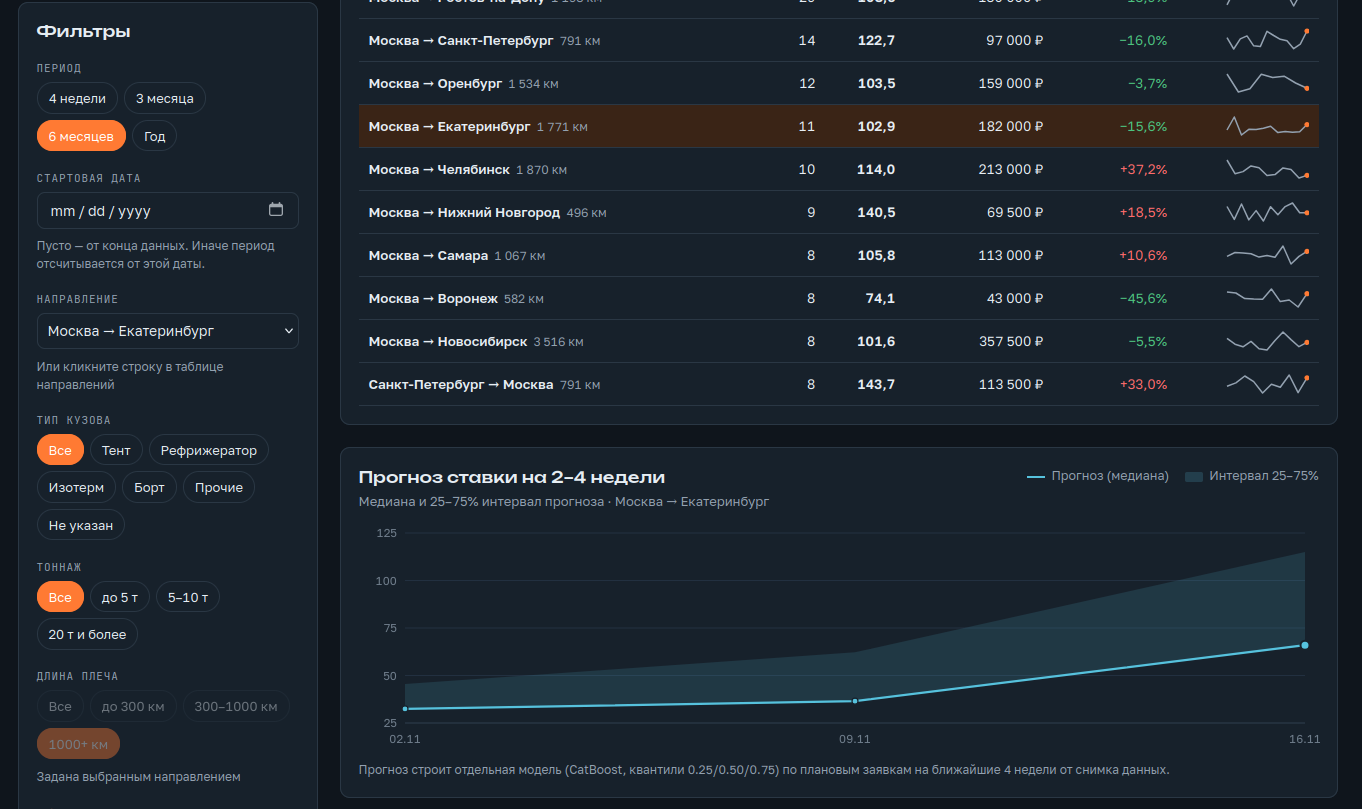 Фильтры
ПЕРИОД
4 недели
3 месяца
6 месяцев
Год
СТАРТОВАЯ ДАТА
mm / dd / yyyy
Пусто — от конца данных. Иначе период
отсчитывается от этой даты.
НАПРАВЛЕНИЕ
Москва → Екатеринбург
Или кликните строку в таблице
направлений
ТИП КУЗОВА
Все
Тент
Рефрижератор
Изотерм
Борт
Прочие
Не указан
ТОННАЖ
Все
до 5 т
5–10 т
20 т и более
ДЛИНА ПЛЕЧА
Все
до 300 км
300–1000 км
1000+ км
Задана выбранным направлением
Москва → Санкт-Петербург 791 км 14 122,7 97 000 ₽ −16,0%
Москва → Оренбург 1 534 км 12 103,5 159 000 ₽ −3,7%
Москва → Екатеринбург 1 771 км 11 102,9 182 000 ₽ −15,6%
Москва → Челябинск 1 870 км 10 114,0 213 000 ₽ +37,2%
Москва → Нижний Новгород 496 км 9 140,5 69 500 ₽ +18,5%
Москва → Самара 1 067 км 8 105,8 113 000 ₽ +10,6%
Москва → Воронеж 582 км 8 74,1 43 000 ₽ −45,6%
Москва → Новосибирск 3 516 км 8 101,6 357 500 ₽ −5,5%
Санкт-Петербург → Москва 791 км 8 143,7 113 500 ₽ +33,0%
Прогноз ставки на 2–4 недели
Прогноз (медиана)
Интервал 25–75%
Медиана и 25–75% интервал прогноза · Москва → Екатеринбург
125
100
75
50
25
02.11 09.11 16.11
Прогноз строит отдельная модель (CatBoost, квантили 0.25/0.50/0.75) по плановым заявкам на ближайшие 4 недели от снимка данных.